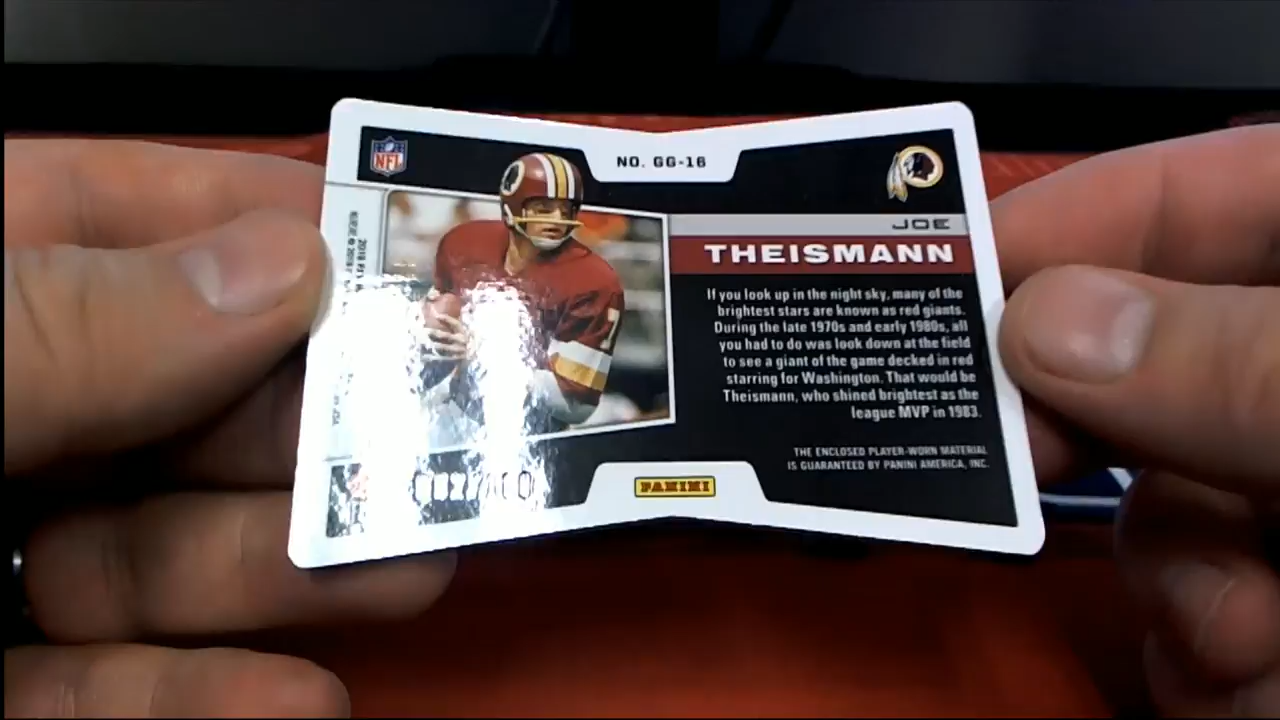 NFL
NO. GG-16
JOE
THEISMANN
If you look up in the night sky, many of the
brightest stars are known as red giants.
During the late 1970s and early 1980s, all
you had to do was look down at the field
to see a giant of the game decked in red
starring for Washington. That would be
Theismann, who shined brightest as the
league MVP in 1983.
THE ENCLOSED PLAYER-WORN MATERIAL
IS GUARANTEED BY PANINI AMERICA, INC.
PANINI